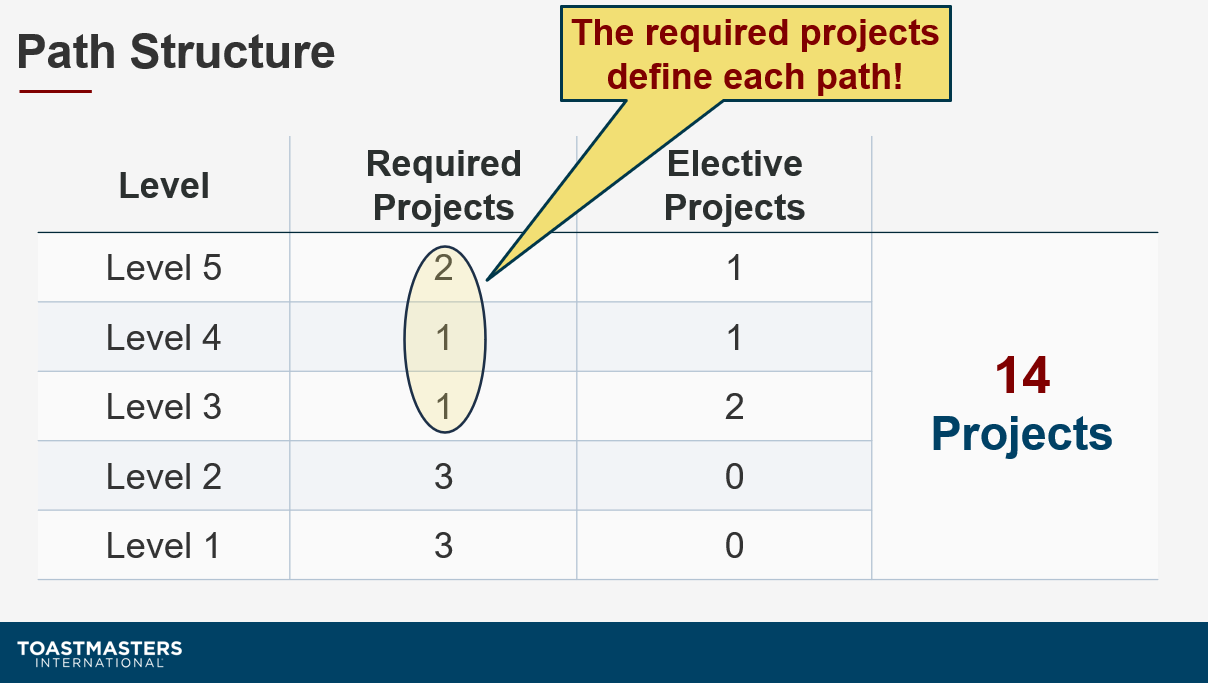 Path Structure
The required projects
define each path!
Level
Required
Projects
Elective
Projects
Level 5
2
1
Level 4
1
1
Level 3
1
2
Level 2
3
0
Level 1
3
0
14
Projects
TOASTMASTERS
INTERNATIONAL